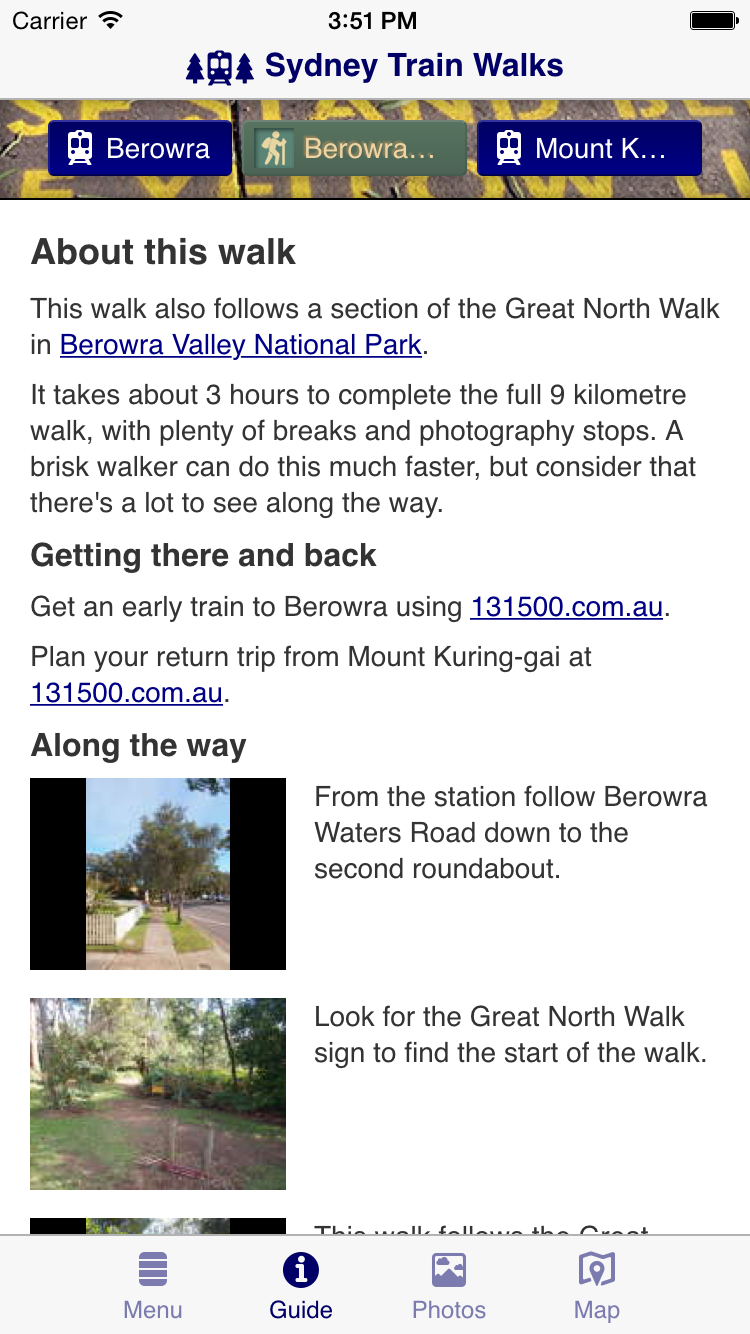 Carrier 3:51 PM
Sydney Train Walks
Berowra Berowra... Mount K...
About this walk
This walk also follows a section of the Great North Walk
in Berowra Valley National Park.
It takes about 3 hours to complete the full 9 kilometre
walk, with plenty of breaks and photography stops. A
brisk walker can do this much faster, but consider that
there's a lot to see along the way.
Getting there and back
Get an early train to Berowra using 131500.com.au.
Plan your return trip from Mount Kuring-gai at
131500.com.au.
Along the way
From the station follow Berowra
Waters Road down to the
second roundabout.
Look for the Great North Walk
sign to find the start of the walk.
This walk follows the Great
Menu Guide Photos Map